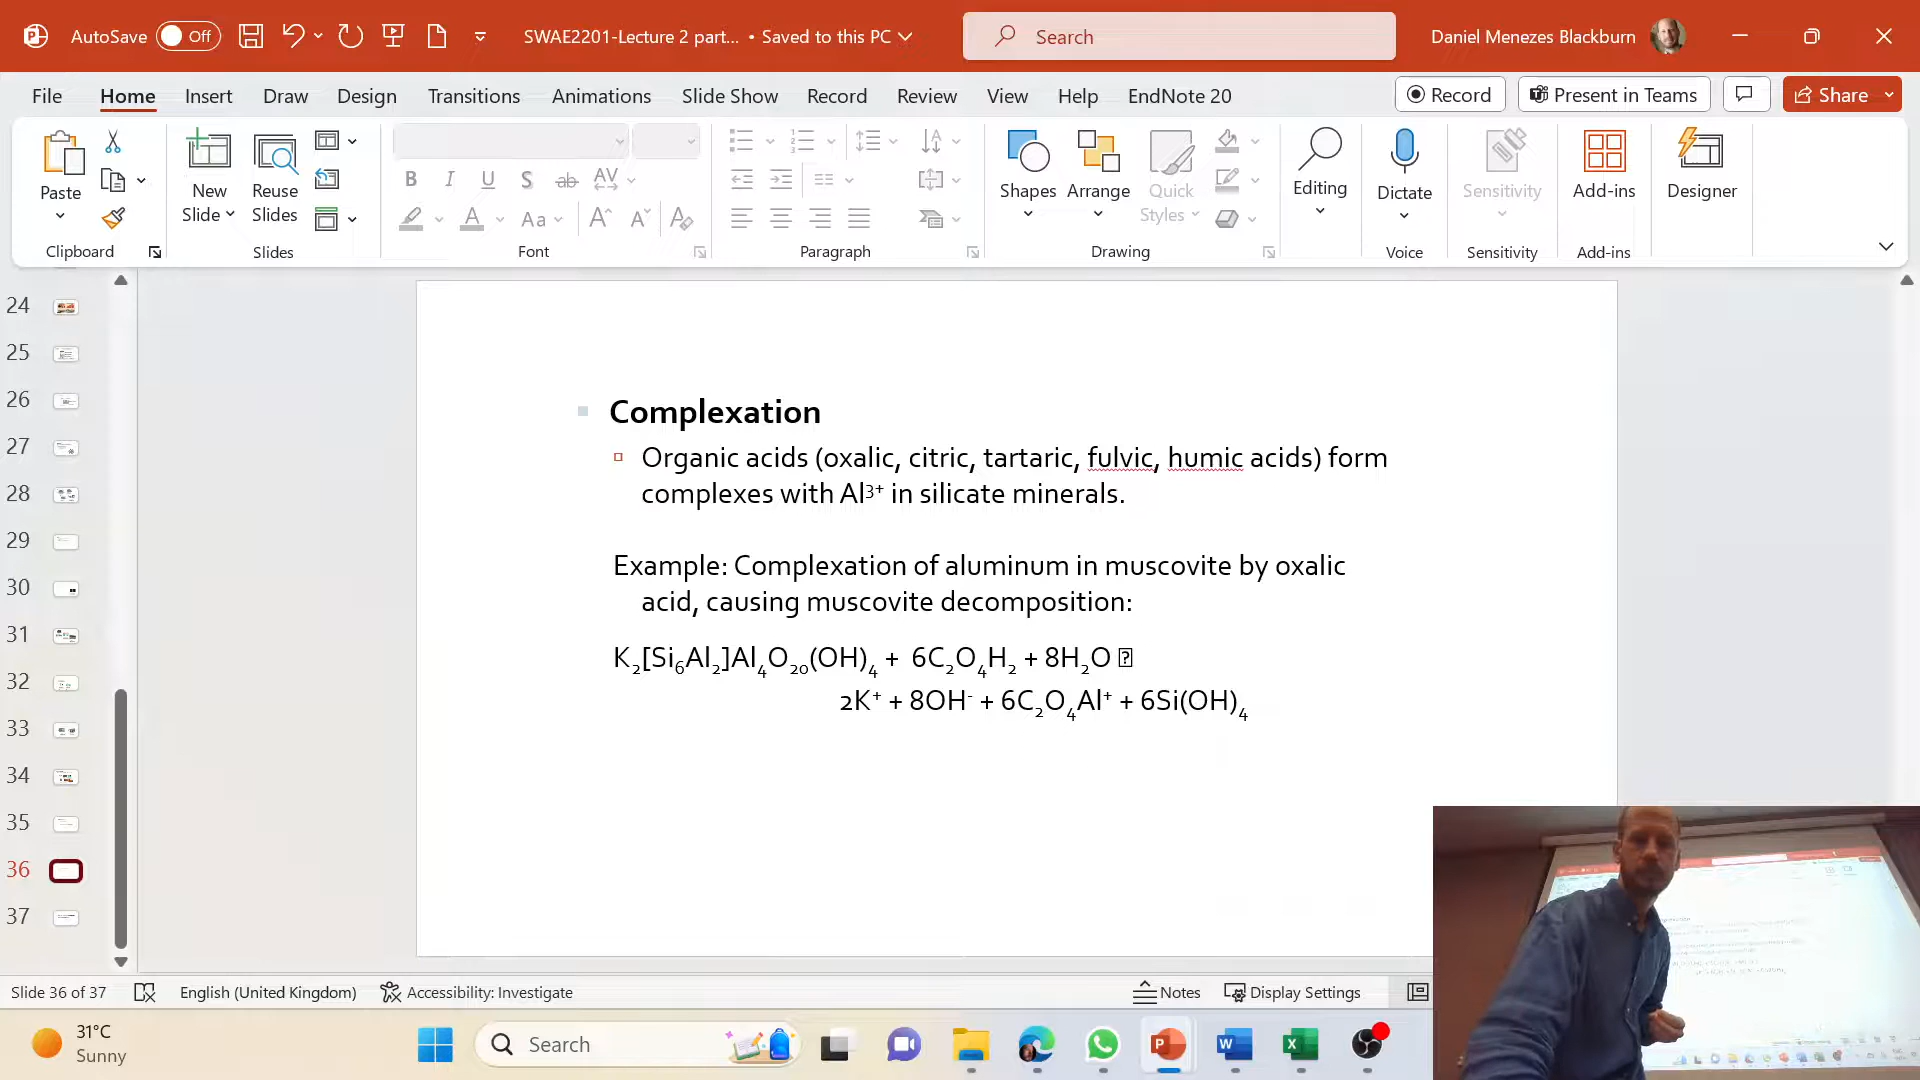 AutoSave Off SWAE2201-Lecture 2 part... • Saved to this PC Search Daniel Menezes Blackburn
File Home Insert Draw Design Transitions Animations Slide Show Record Review View Help EndNote 20 Record Present in Teams Share
Paste New Slide Reuse Slides B I U S ab AV Aa A A A Shapes Arrange Quick Styles Editing Dictate Sensitivity Add-ins Designer
Clipboard Slides Font Paragraph Drawing Voice Sensitivity Add-ins
24
25
26
27
28
29
30
31
32
33
34
35
36
37
Complexation
Organic acids (oxalic, citric, tartaric, fulvic, humic acids) form
complexes with Al³⁺ in silicate minerals.
Example: Complexation of aluminum in muscovite by oxalic
acid, causing muscovite decomposition:
K₂[Si₆Al₂]Al₄O₂₀(OH)₄ + 6C₂O₄H₂ + 8H₂O ⍰
2K⁺ + 8OH⁻ + 6C₂O₄Al⁺ + 6Si(OH)₄
Slide 36 of 37 English (United Kingdom) Accessibility: Investigate Notes Display Settings
31°C
Sunny
Search